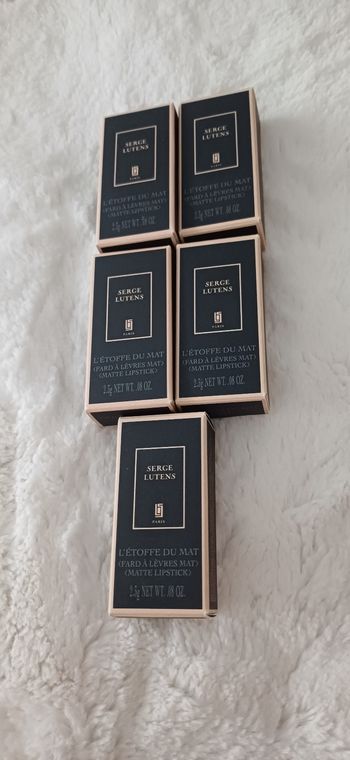 SERGE
LUTENS
PARIS
L'ÉTOFFE DU MAT
(FARD À LÈVRES MAT)
(MATTE LIPSTICK)
2.5g NET WT. .08 OZ.
SERGE
LUTENS
PARIS
L'ÉTOFFE DU MAT
(FARD À LÈVRES MAT)
(MATTE LIPSTICK)
2.5g NET WT. .08 OZ.
SERGE
LUTENS
PARIS
L'ÉTOFFE DU MAT
(FARD À LÈVRES MAT)
(MATTE LIPSTICK)
2.5g NET WT. .08 OZ.
SERGE
LUTENS
PARIS
L'ÉTOFFE DU MAT
(FARD À LÈVRES MAT)
(MATTE LIPSTICK)
2.5g NET WT. .08 OZ.
SERGE
LUTENS
PARIS
L'ÉTOFFE DU MAT
(FARD À LÈVRES MAT)
(MATTE LIPSTICK)
2.5g NET WT. .08 OZ.